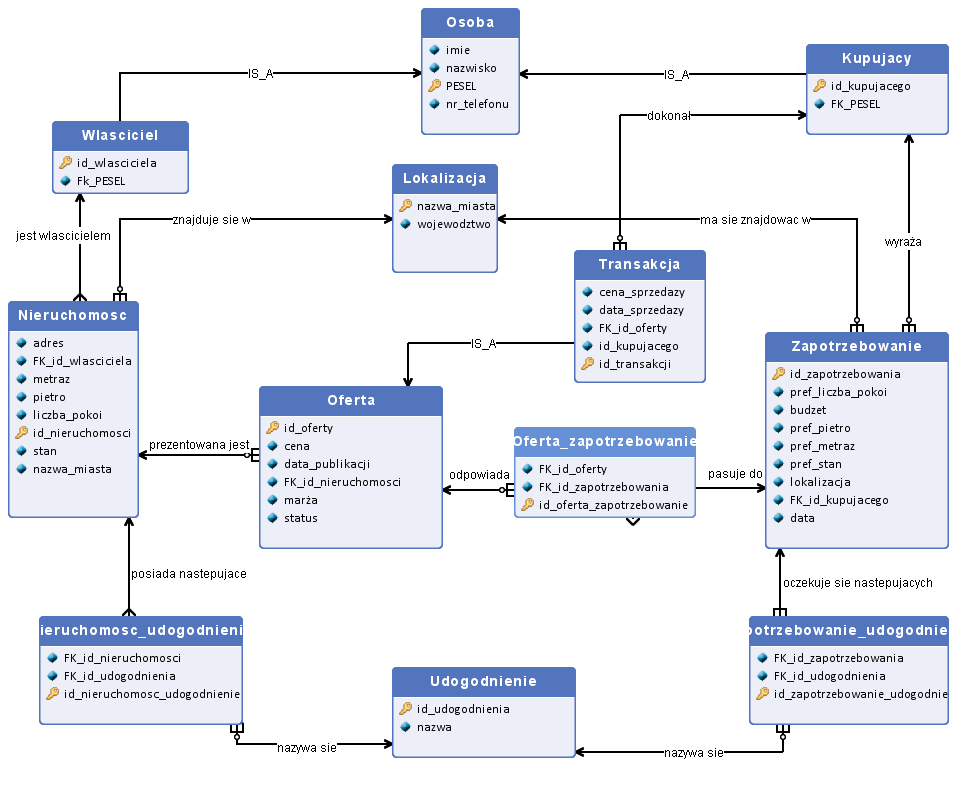 Osoba
imie
nazwisko
PESEL
nr_telefonu
Kupujacy
id_kupujacego
FK_PESEL
IS_A
IS_A
dokonał
Wlasciciel
id_wlasciciela
Fk_PESEL
Lokalizacja
nazwa_miasta
wojewodztwo
znajduje sie w
ma sie znajdowac w
jest wlascicielem
wyraża
Transakcja
cena_sprzedazy
data_sprzedazy
FK_id_oferty
id_kupujacego
id_transakcji
IS_A
Nieruchomosc
adres
FK_id_wlasciciela
metraz
pietro
liczba_pokoi
id_nieruchomosci
stan
nazwa_miasta
Zapotrzebowanie
id_zapotrzebowania
pref_liczba_pokoi
budzet
pref_pietro
pref_metraz
pref_stan
lokalizacja
FK_id_kupujacego
data
Oferta
id_oferty
cena
data_publikacji
FK_id_nieruchomosci
marża
status
prezentowana jest
Oferta_zapotrzebowanie
FK_id_oferty
FK_id_zapotrzebowania
id_oferta_zapotrzebowanie
odpowiada
pasuje do
posiada nastepujace
oczekuje sie nastepujacych
ieruchomosc_udogodnieni
FK_id_nieruchomosci
FK_id_udogodnienia
id_nieruchomosc_udogodnienie
Udogodnienie
id_udogodnienia
nazwa
potrzebowanie_udogodnie
FK_id_zapotrzebowania
FK_id_udogodnienia
id_zapotrzebowanie_udogodnie
nazywa sie
nazywa sie